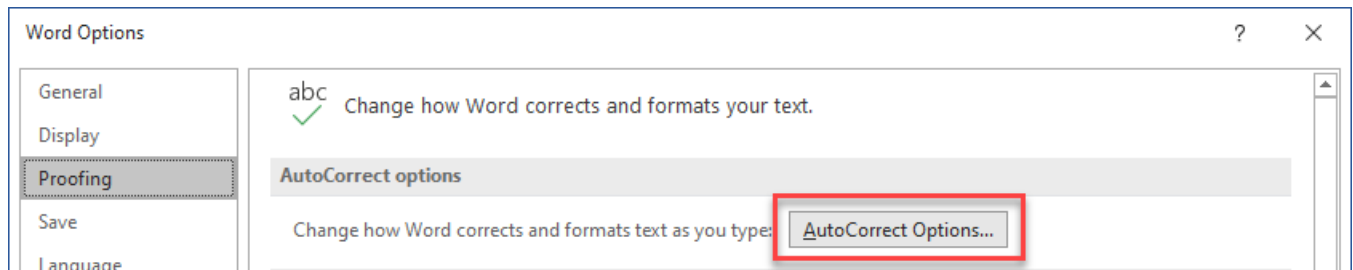 Word Options
?
General
Display
Proofing
Save
Language
abc
Change how Word corrects and formats your text.
AutoCorrect options
Change how Word corrects and formats text as you type:
AutoCorrect Options...